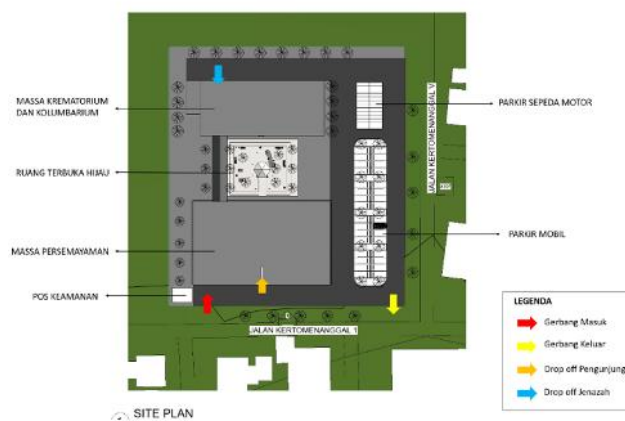 MASSA KREMATORIUM
DAN KOLUMBARIUM
RUANG TERBUKA HIJAU
MASSA PERSEMAYAMAN
POS KEAMANAN
PARKIR SEPEDA MOTOR
JALAN KERTOMENANGGAL V
PARKIR MOBIL
JALAN KERTOMENANGGAL 1
LEGENDA
Gerbang Masuk
Gerbang Keluar
Drop off Pengunjung
Drop off Jenazah
SITE PLAN